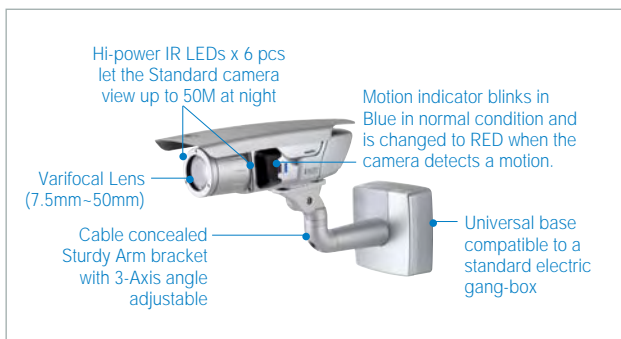 Hi-power IR LEDs x 6 pcs
let the Standard camera
view up to 50M at night
Motion indicator blinks in
Blue in normal condition and
is changed to RED when the
camera detects a motion.
Varifocal Lens
(7.5mm~50mm)
Cable concealed
Sturdy Arm bracket
with 3-Axis angle
adjustable
Universal base
compatible to a
standard electric
gang-box